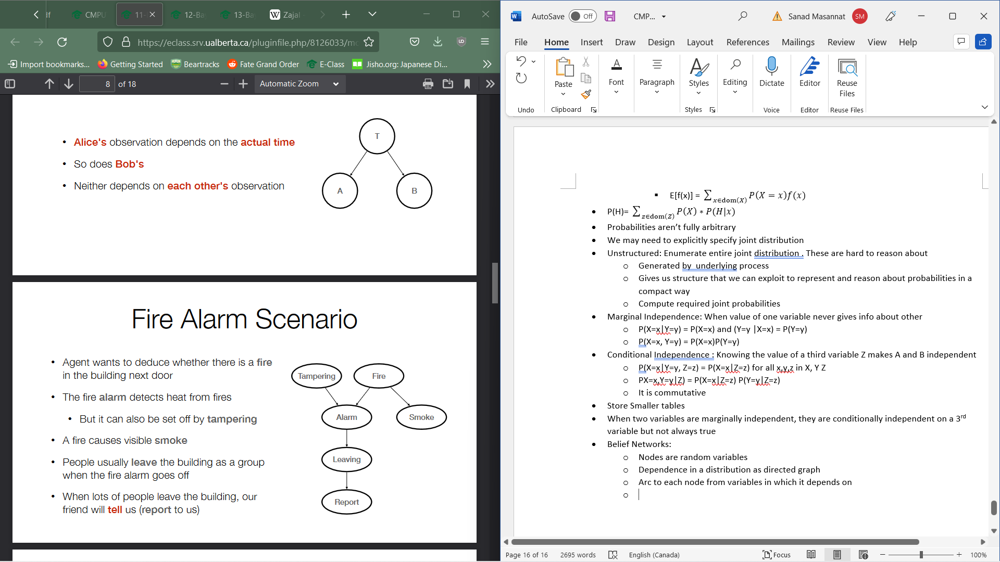 lf
CMPU
11-
12-Ba
13-Ba
W Zajal
https://eclass.srv.ualberta.ca/pluginfile.php/8126033/mo
Import bookmarks...
Getting Started
Beartracks
Fate Grand Order
E-Class
Jisho.org: Japanese Di...
8 of 18
Automatic Zoom
• Alice's observation depends on the actual time
• So does Bob's
• Neither depends on each other's observation
T
A
B
Fire Alarm Scenario
• Agent wants to deduce whether there is a fire
in the building next door
• The fire alarm detects heat from fires
• But it can also be set off by tampering
• A fire causes visible smoke
• People usually leave the building as a group
when the fire alarm goes off
• When lots of people leave the building, our
friend will tell us (report to us)
Tampering
Fire
Alarm
Smoke
Leaving
Report
AutoSave Off
CMP...
Sanad Masannat SM
File Home Insert Draw Design Layout References Mailings Review View Help
Paste
Font
Paragraph
Styles
Editing
Dictate
Editor
Reuse
Files
Undo
Clipboard
Styles
Voice
Editor
Reuse Files
▪ E[f(x)] = ∑x∈dom(X) P(X = x)f(x)
• P(H)= ∑z∈dom(Z) P(X) ∗ P(H|x)
• Probabilities aren’t fully arbitrary
• We may need to explicitly specify joint distribution
• Unstructured: Enumerate entire joint distribution . These are hard to reason about
o Generated by  underlying process
o Gives us structure that we can exploit to represent and reason about probabilities in a
compact way
o Compute required joint probabilities
• Marginal Independence: When value of one variable never gives info about other
o P(X=x|Y=y) = P(X=x) and (Y=y |X=x) = P(Y=y)
o P(X=x, Y=y) = P(X=x)P(Y=y)
• Conditional Independence : Knowing the value of a third variable Z makes A and B independent
o P(X=x|Y=y, Z=z) = P(X=x|Z=z) for all x,y,z in X, Y Z
o PX=x,Y=y|Z) = P(X=x|Z=z) P(Y=y|Z=z)
o It is commutative
• Store Smaller tables
• When two variables are marginally independent, they are conditionally independent on a 3rd
variable but not always true
• Belief Networks:
o Nodes are random variables
o Dependence in a distribution as directed graph
o Arc to each node from variables in which it depends on
o
Page 16 of 16
2695 words
English (Canada)
Focus
100%